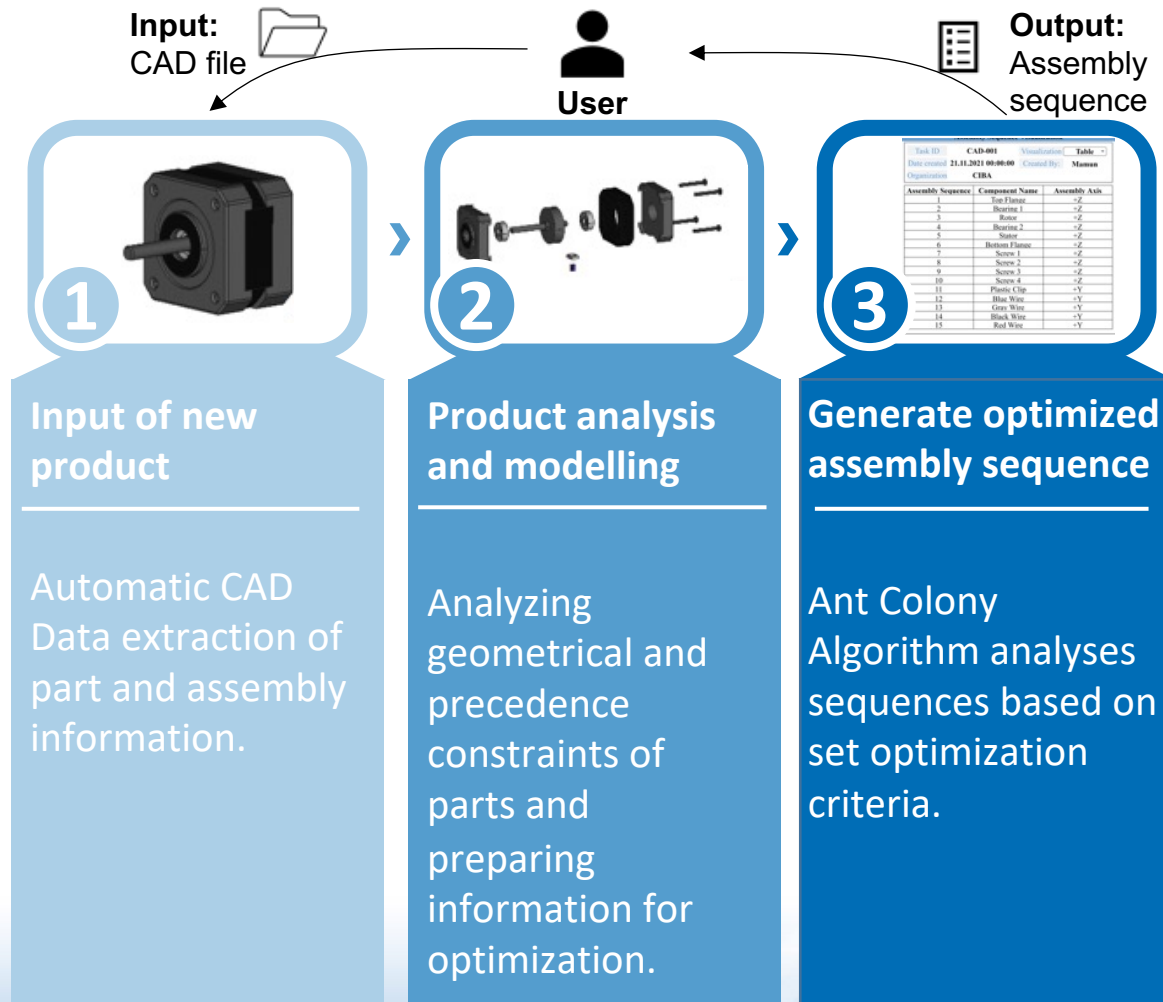 Input:
CAD file
User
Output:
Assembly
sequence
1
2
3
Task ID CAD-001 Visualization Table
Date created 21.11.2021 00:00:00 Created By: Maman
Organization CIBA
Assembly Sequence Component Name Assembly Axis
1 Top Flange
2 Bearing 1
3 Rotor
4 Bearing 2
5 Stator
6 Bottom Flange
7 Screw 1
8 Screw 2
9 Screw 3
10 Screw 4
11 Plastic Clip +Y
12 Blue Wire +Y
13 Gray Wire +Y
14 Black Wire +Y
15 Red Wire +Y
Input of new
product
Automatic CAD
Data extraction of
part and assembly
information.
Product analysis
and modelling
Analyzing
geometrical and
precedence
constraints of
parts and
preparing
information for
optimization.
Generate optimized
assembly sequence
Ant Colony
Algorithm analyses
sequences based on
set optimization
criteria.